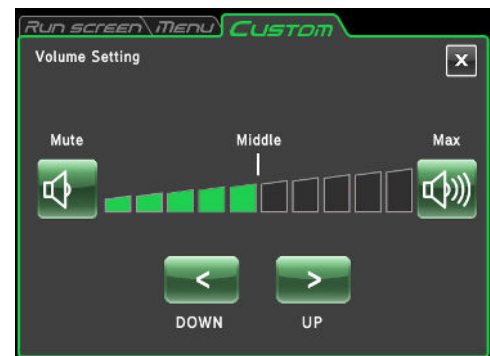 Run screen Menu Custom
Volume Setting
X
Mute Middle Max
< >
DOWN UP